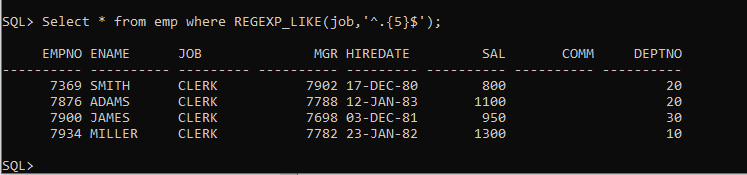 SQL> Select * from emp where REGEXP_LIKE(job,'^.{5}$');
EMPNO ENAME JOB MGR HIREDATE SAL COMM DEPTNO
---------- ---------- --------- ---------- --------- ---------- ---------- ----------
7369 SMITH CLERK 7902 17-DEC-80 800 20
7876 ADAMS CLERK 7788 12-JAN-83 1100 20
7900 JAMES CLERK 7698 03-DEC-81 950 30
7934 MILLER CLERK 7782 23-JAN-82 1300 10
SQL>